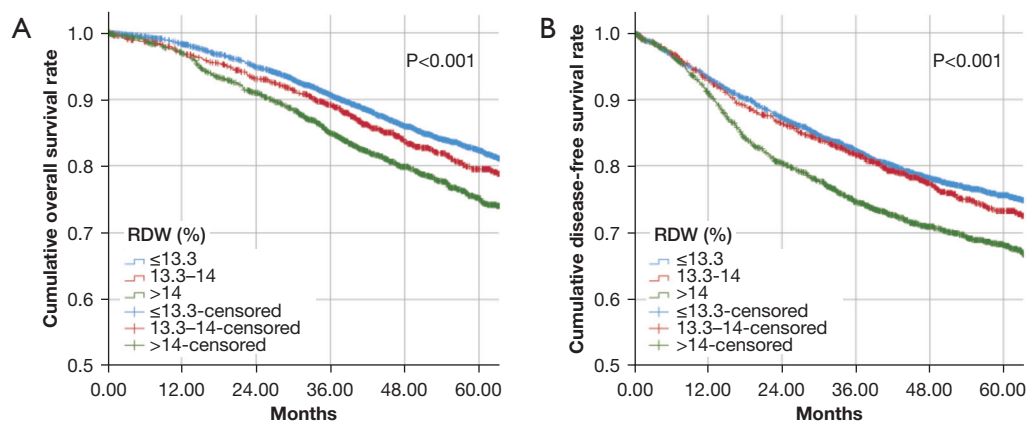 A
Cumulative overall survival rate
1.0
0.9
0.8
0.7
0.6
0.5
P<0.001
RDW (%)
≤13.3
13.3–14
>14
≤13.3-censored
13.3–14-censored
>14-censored
0.00 12.00 24.00 36.00 48.00 60.00
Months
B
Cumulative disease-free survival rate
1.0
0.9
0.8
0.7
0.6
0.5
P<0.001
RDW (%)
≤13.3
13.3–14
>14
≤13.3-censored
13.3–14-censored
>14-censored
0.00 12.00 24.00 36.00 48.00 60.00
Months